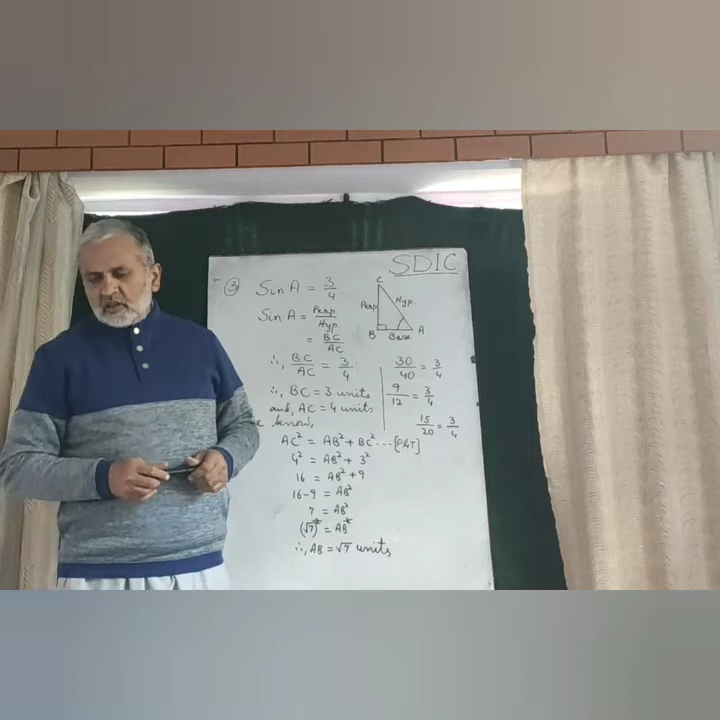 SDIC
③ Sin A = 3/4
Sin A = Perp/Hyp.
= BC/AC
∴, BC/AC = 3/4
∴, BC = 3 units
and, AC = 4 units
know,
AC² = AB² + BC² ---- [PGT]
4² = AB² + 3²
16 = AB² + 9
16 - 9 = AB²
7 = AB²
(√7)² = AB²
∴, AB = √7 units
C
Perp Hyp.
B Base A
30/40 = 3/4
9/12 = 3/4
15/20 = 3/4